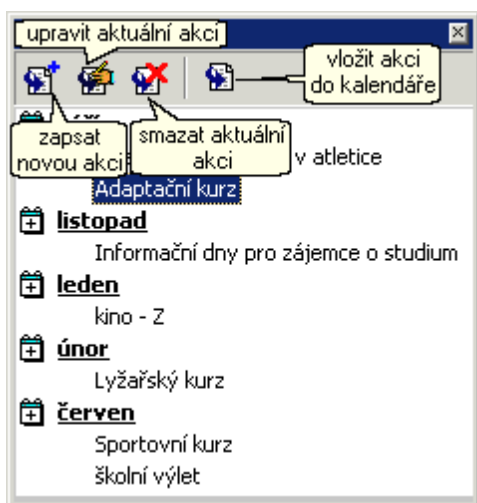 upravit aktuální akci
vložit akci
do kalendáře
zapsat
novou akci
smazat aktuální
akci
v atletice
Adaptační kurz
listopad
Informační dny pro zájemce o studium
leden
kino - Z
únor
Lyžařský kurz
červen
Sportovní kurz
školní výlet